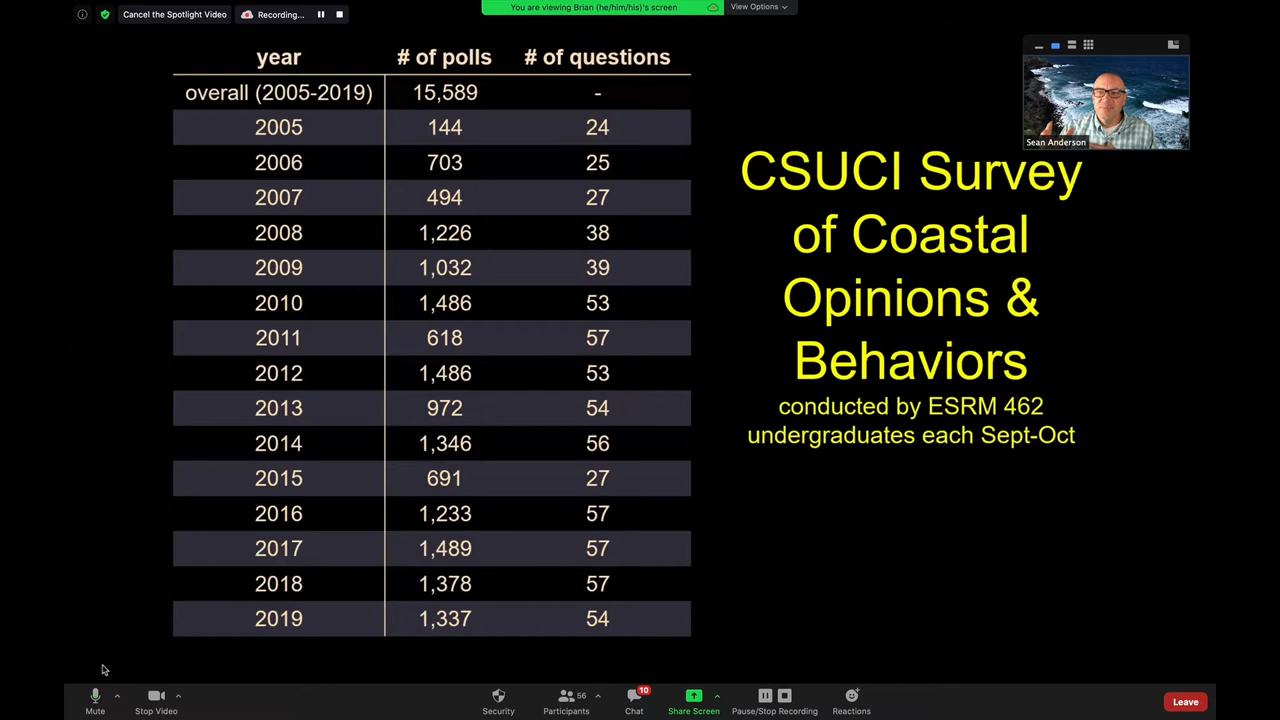 Cancel the Spotlight Video
Recording...
You are viewing Brian (he/him/his)'s screen
View Options
year # of polls # of questions
overall (2005-2019) 15,589 -
2005 144 24
2006 703 25
2007 494 27
2008 1,226 38
2009 1,032 39
2010 1,486 53
2011 618 57
2012 1,486 53
2013 972 54
2014 1,346 56
2015 691 27
2016 1,233 57
2017 1,489 57
2018 1,378 57
2019 1,337 54
Sean Anderson
CSUCI Survey
of Coastal
Opinions &
Behaviors
conducted by ESRM 462
undergraduates each Sept-Oct
Mute
Stop Video
Security
56
Participants
10
Chat
Share Screen
Pause/Stop Recording
Reactions
Leave